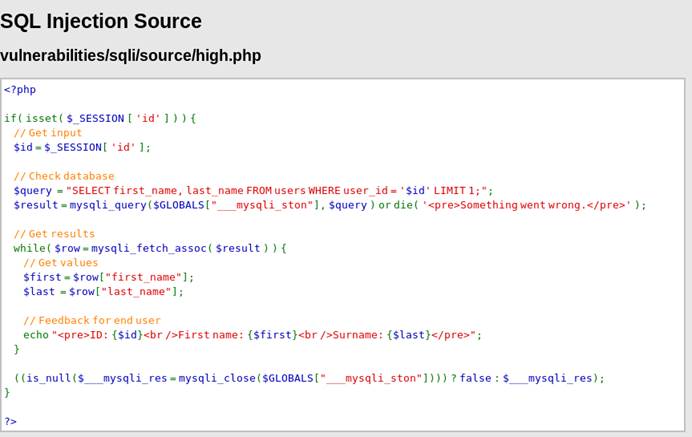 SQL Injection Source
vulnerabilities/sqli/source/high.php
<?php
if( isset( $_SESSION [ 'id' ] ) ) {
// Get input
$id = $_SESSION[ 'id' ];
// Check database
$query = "SELECT first_name, last_name FROM users WHERE user_id = '$id' LIMIT 1;";
$result = mysqli_query($GLOBALS["___mysqli_ston"], $query ) or die( '<pre>Something went wrong.</pre>' );
// Get results
while( $row = mysqli_fetch_assoc( $result ) ) {
// Get values
$first = $row["first_name"];
$last = $row["last_name"];
// Feedback for end user
echo "<pre>ID: {$id}<br />First name: {$first}<br />Surname: {$last}</pre>";
}
((is_null($___mysqli_res = mysqli_close($GLOBALS["___mysqli_ston"]))) ? false : $___mysqli_res);
}
?>